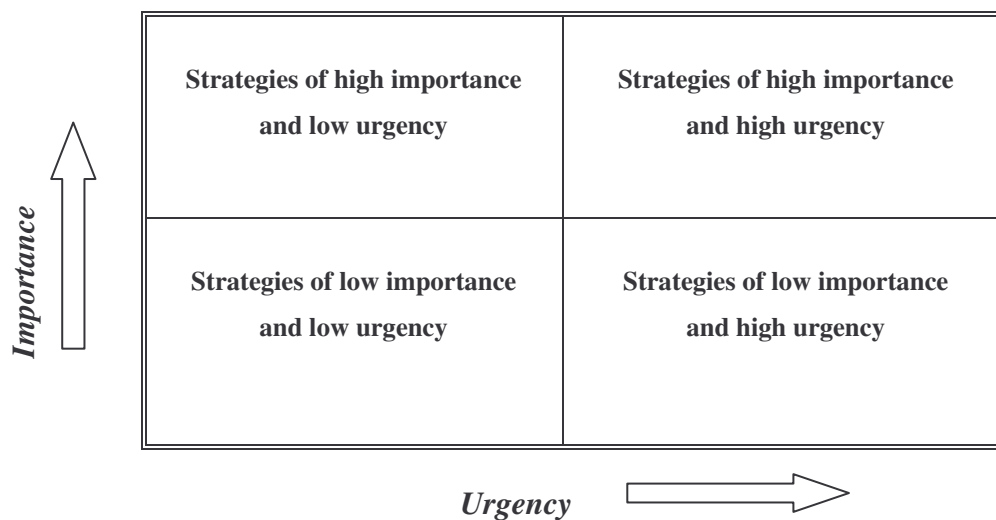 Strategies of high importance
and low urgency
Strategies of high importance
and high urgency
Importance
Strategies of low importance
and low urgency
Strategies of low importance
and high urgency
Urgency